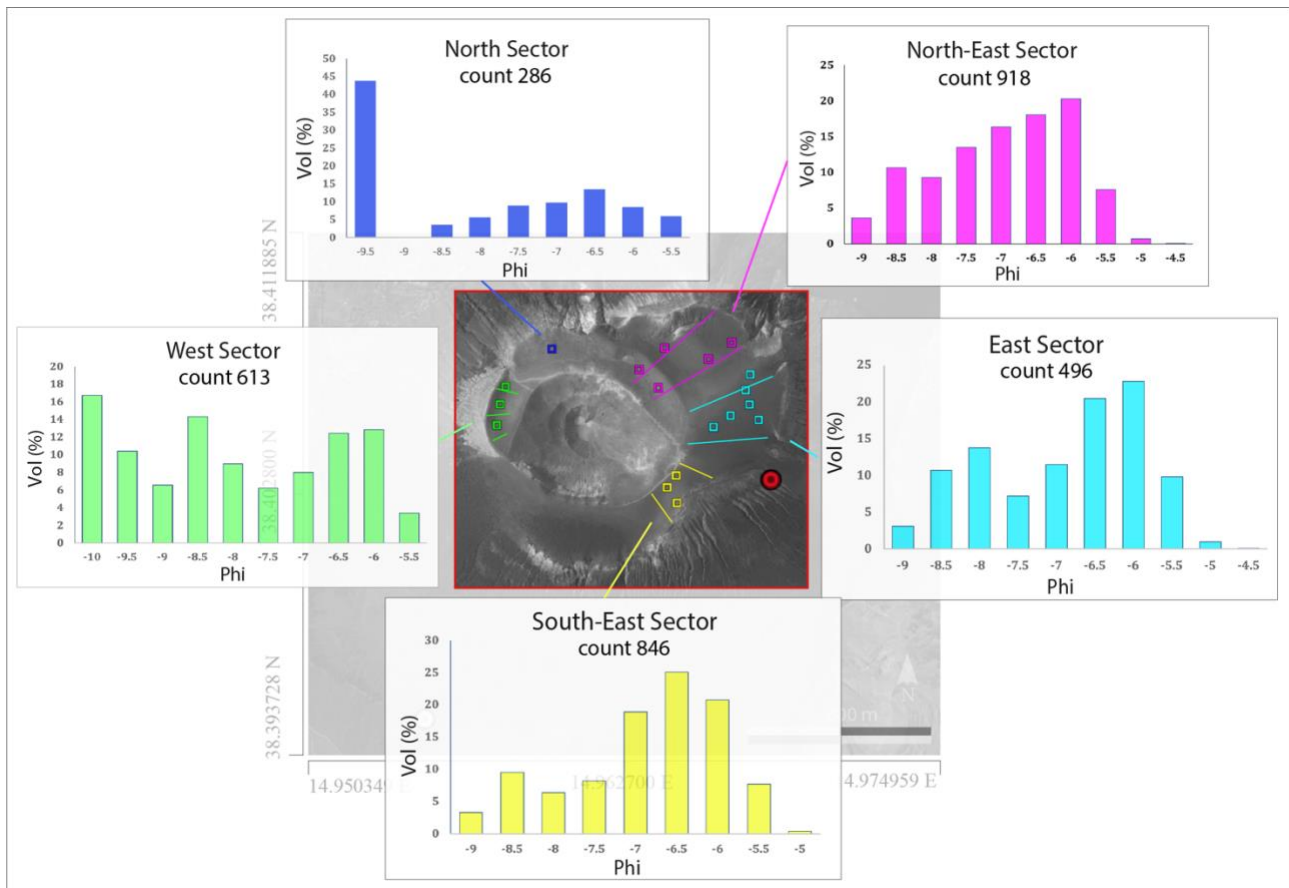 North Sector
count 286
50
45
40
35
30
25
20
15
10
5
0
Vol (%)
-9.5 -9 -8.5 -8 -7.5 -7 -6.5 -6 -5.5
Phi
North-East Sector
count 918
25
20
15
10
5
0
Vol (%)
-9 -8.5 -8 -7.5 -7 -6.5 -6 -5.5 -5 -4.5
Phi
38.411885 N
West Sector
count 613
20
18
16
14
12
10
8
6
4
2
0
Vol (%)
38.402800 N
-10 -9.5 -9 -8.5 -8 -7.5 -7 -6.5 -6 -5.5
Phi
East Sector
count 496
25
20
15
10
5
0
Vol (%)
-9 -8.5 -8 -7.5 -7 -6.5 -6 -5.5 -5 -4.5
Phi
South-East Sector
count 846
30
25
20
15
10
5
0
Vol (%)
-9 -8.5 -8 -7.5 -7 -6.5 -6 -5.5 -5
Phi
38.393728 N
N
00 m
14.950349 E 14.962700 E 4.974959 E